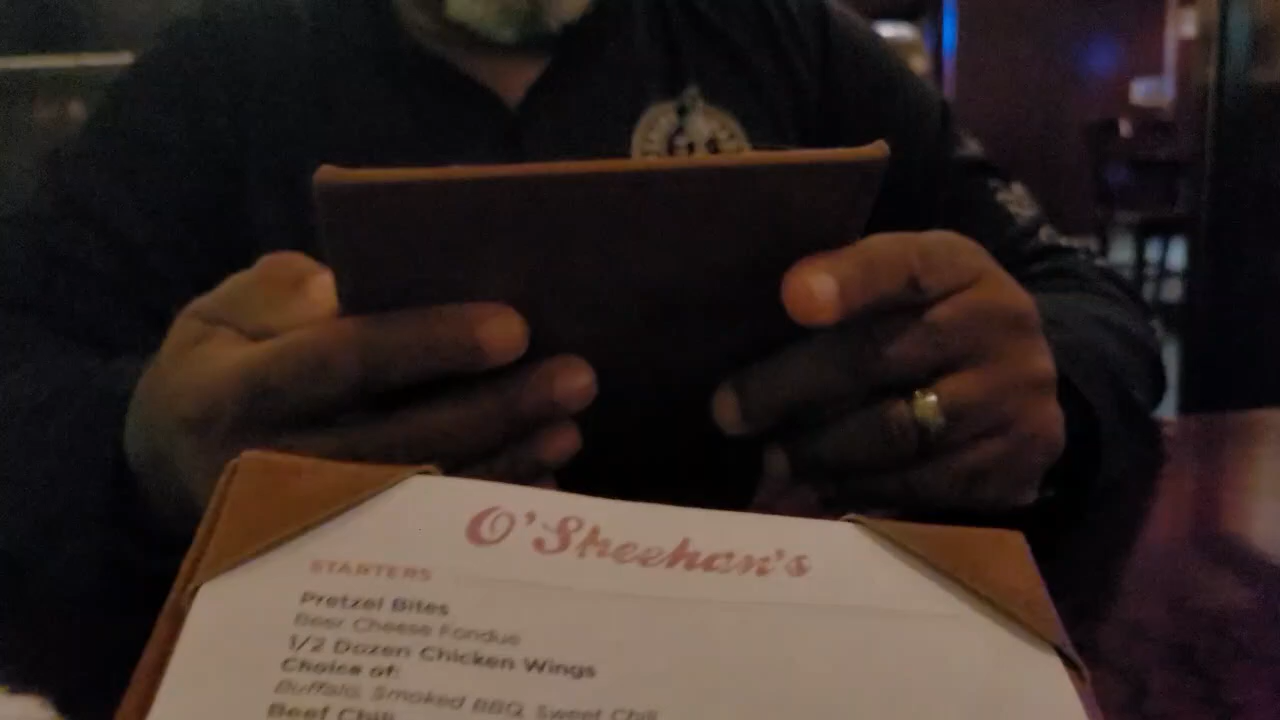 O'Sheehan's
STARTERS
Pretzel Bites
Beer Cheese Fondue
1/2 Dozen Chicken Wings
Choice of:
Buffalo, Smoked BBQ, Sweet Chili
Beef Chili